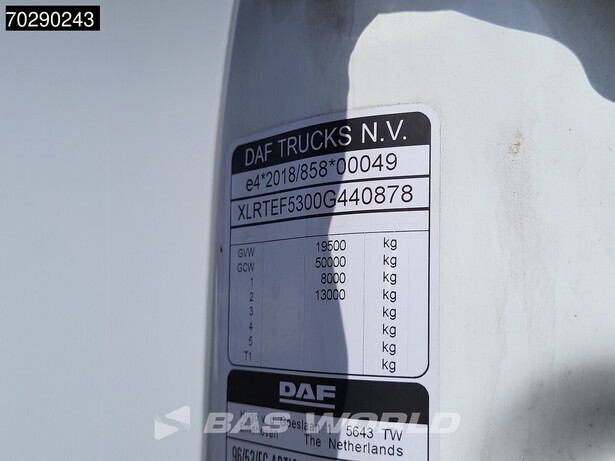 70290243
DAF TRUCKS N.V.
e4*2018/858*00049
XLRTEF5300G440878
GVW 19500 kg
GCW 50000 kg
1 8000 kg
2 13000 kg
3 kg
4 kg
5 kg
T1 kg
DAF
5643 TW
The Netherlands
BAS WORLD